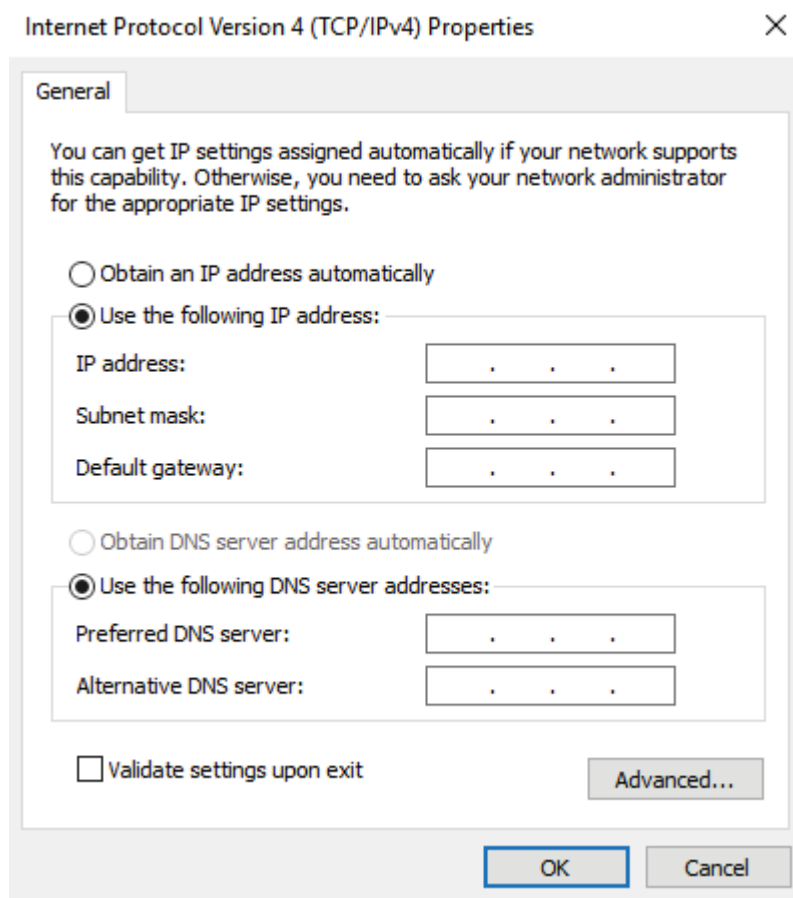 Internet Protocol Version 4 (TCP/IPv4) Properties
General
You can get IP settings assigned automatically if your network supports
this capability. Otherwise, you need to ask your network administrator
for the appropriate IP settings.
Obtain an IP address automatically
Use the following IP address:
IP address: . . .
Subnet mask: . . .
Default gateway: . . .
Obtain DNS server address automatically
Use the following DNS server addresses:
Preferred DNS server: . . .
Alternative DNS server: . . .
Validate settings upon exit
Advanced...
OK Cancel